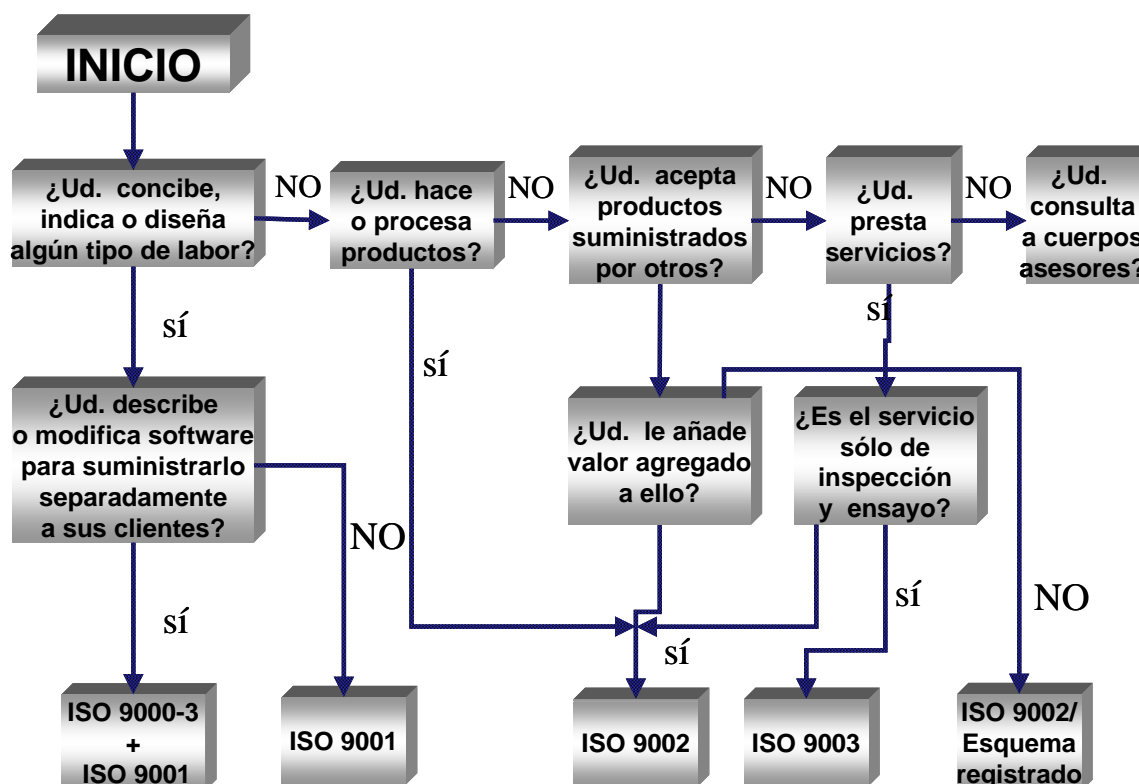 INICIO
¿Ud. concibe,
indica o diseña
algún tipo de labor?
NO
¿Ud. hace
o procesa
productos?
NO
¿Ud. acepta
productos
suministrados
por otros?
NO
¿Ud.
presta
servicios?
NO
¿Ud.
consulta
a cuerpos
asesores?
sí
sí
sí
¿Ud. describe
o modifica software
para suministrarlo
separadamente
a sus clientes?
NO
¿Ud. le añade
valor agregado
a ello?
¿Es el servicio
sólo de
inspección
y ensayo?
sí
sí
sí
NO
ISO 9000-3
+
ISO 9001
ISO 9001
ISO 9002
ISO 9003
ISO 9002/
Esquema
registrado